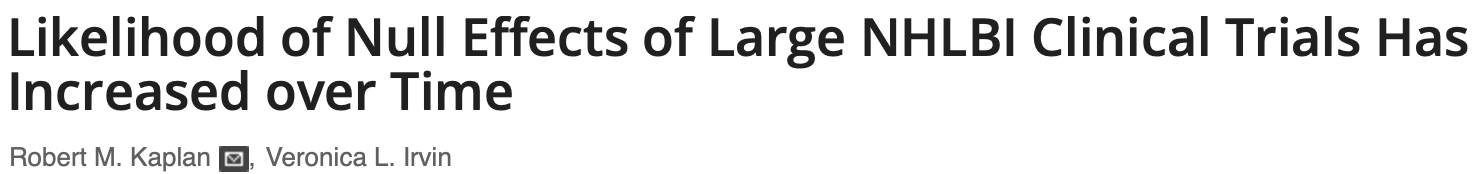 Likelihood of Null Effects of Large NHLBI Clinical Trials Has
Increased over Time
Robert M. Kaplan, Veronica L. Irvin